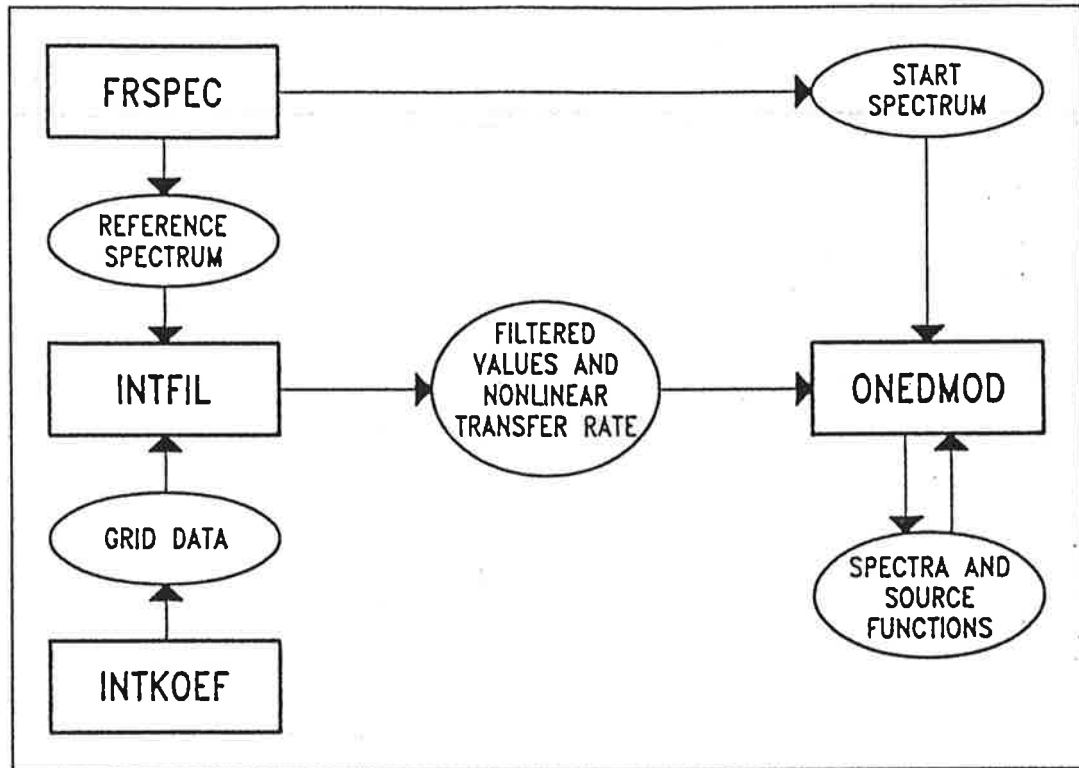 FRSPEC
START
SPECTRUM
REFERENCE
SPECTRUM
INTFIL
FILTERED
VALUES AND
NONLINEAR
TRANSFER RATE
ONEDMOD
GRID DATA
SPECTRA AND
SOURCE
FUNCTIONS
INTKOEF